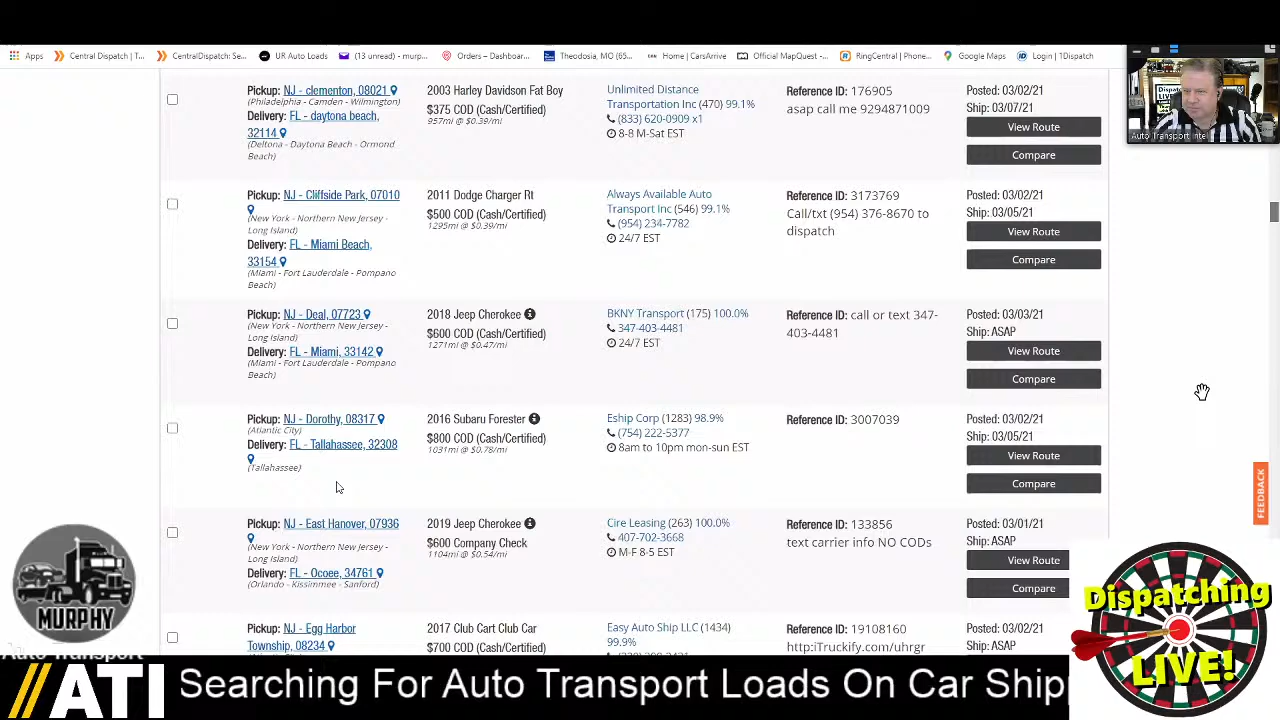 Apps
Central Dispatch | T...
CentralDispatch: Se...
UR Auto Loads
(13 unread) - murp...
Orders – Dashboar...
Theodosia, MO (65...
Home | CarsArrive
Official MapQuest -...
RingCentral | Phone...
Google Maps
Login | 1Dispatch
Auto Transport Intel
Pickup: NJ - clementon, 08021
(Philadelphia - Camden - Wilmington)
Delivery: FL - daytona beach,
32114
(Deltona - Daytona Beach - Ormond
Beach)
2003 Harley Davidson Fat Boy
$375 COD (Cash/Certified)
957mi @ $0.39/mi
Unlimited Distance
Transportation Inc (470) 99.1%
(833) 620-0909 x1
8-8 M-Sat EST
Reference ID: 176905
asap call me 9294871009
Posted: 03/02/21
Ship: 03/07/21
View Route
Compare
Pickup: NJ - Cliffside Park, 07010
(New York - Northern New Jersey -
Long Island)
Delivery: FL - Miami Beach,
33154
(Miami - Fort Lauderdale - Pompano
Beach)
2011 Dodge Charger Rt
$500 COD (Cash/Certified)
1295mi @ $0.39/mi
Always Available Auto
Transport Inc (546) 99.1%
(954) 234-7782
24/7 EST
Reference ID: 3173769
Call/txt (954) 376-8670 to
dispatch
Posted: 03/02/21
Ship: 03/05/21
View Route
Compare
Pickup: NJ - Deal, 07723
(New York - Northern New Jersey -
Long Island)
Delivery: FL - Miami, 33142
(Miami - Fort Lauderdale - Pompano
Beach)
2018 Jeep Cherokee
$600 COD (Cash/Certified)
1271mi @ $0.47/mi
BKNY Transport (175) 100.0%
347-403-4481
24/7 EST
Reference ID: call or text 347-
403-4481
Posted: 03/03/21
Ship: ASAP
View Route
Compare
Pickup: NJ - Dorothy, 08317
(Atlantic City)
Delivery: FL - Tallahassee, 32308
(Tallahassee)
2016 Subaru Forester
$800 COD (Cash/Certified)
1031mi @ $0.78/mi
Eship Corp (1283) 98.9%
(754) 222-5377
8am to 10pm mon-sun EST
Reference ID: 3007039
Posted: 03/02/21
Ship: 03/05/21
View Route
Compare
FEEDBACK
Pickup: NJ - East Hanover, 07936
(New York - Northern New Jersey -
Long Island)
Delivery: FL - Ocoee, 34761
(Orlando - Kissimmee - Sanford)
2019 Jeep Cherokee
$600 Company Check
1104mi @ $0.54/mi
Cire Leasing (263) 100.0%
407-702-3668
M-F 8-5 EST
Reference ID: 133856
text carrier info NO CODs
Posted: 03/01/21
Ship: ASAP
View Route
Compare
Pickup: NJ - Egg Harbor
Township, 08234
2017 Club Cart Club Car
$700 COD (Cash/Certified)
Easy Auto Ship LLC (1434)
99.9%
Reference ID: 19108160
http:iTruckify.com/uhrgr
Posted: 03/02/21
Ship: ASAP
MURPHY
Auto Transport
Dispatching
LIVE!
//ATI
Searching For Auto Transport Loads On Car Ship